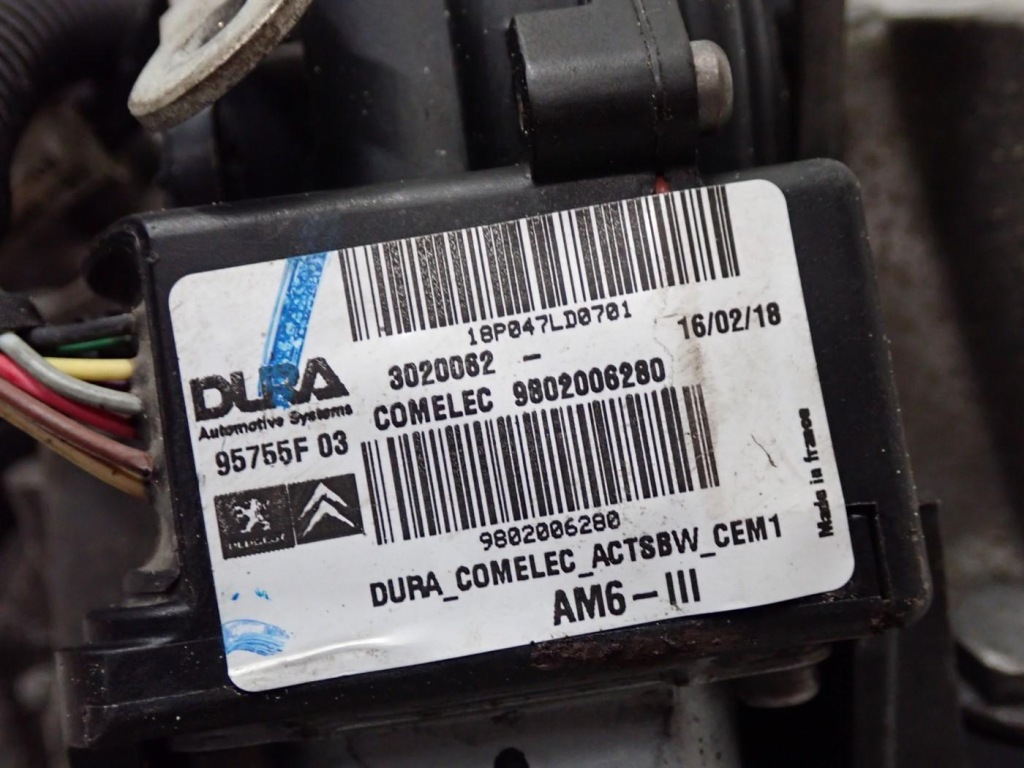 18P047LD0701
3020062 - 16/02/18
DURA
Automotive Systems
COMELEC 9802006280
95755F 03
PEUGEOT
9802006280
DURA_COMELEC_ACTSBW_CEM1
AM6-III
Made in france